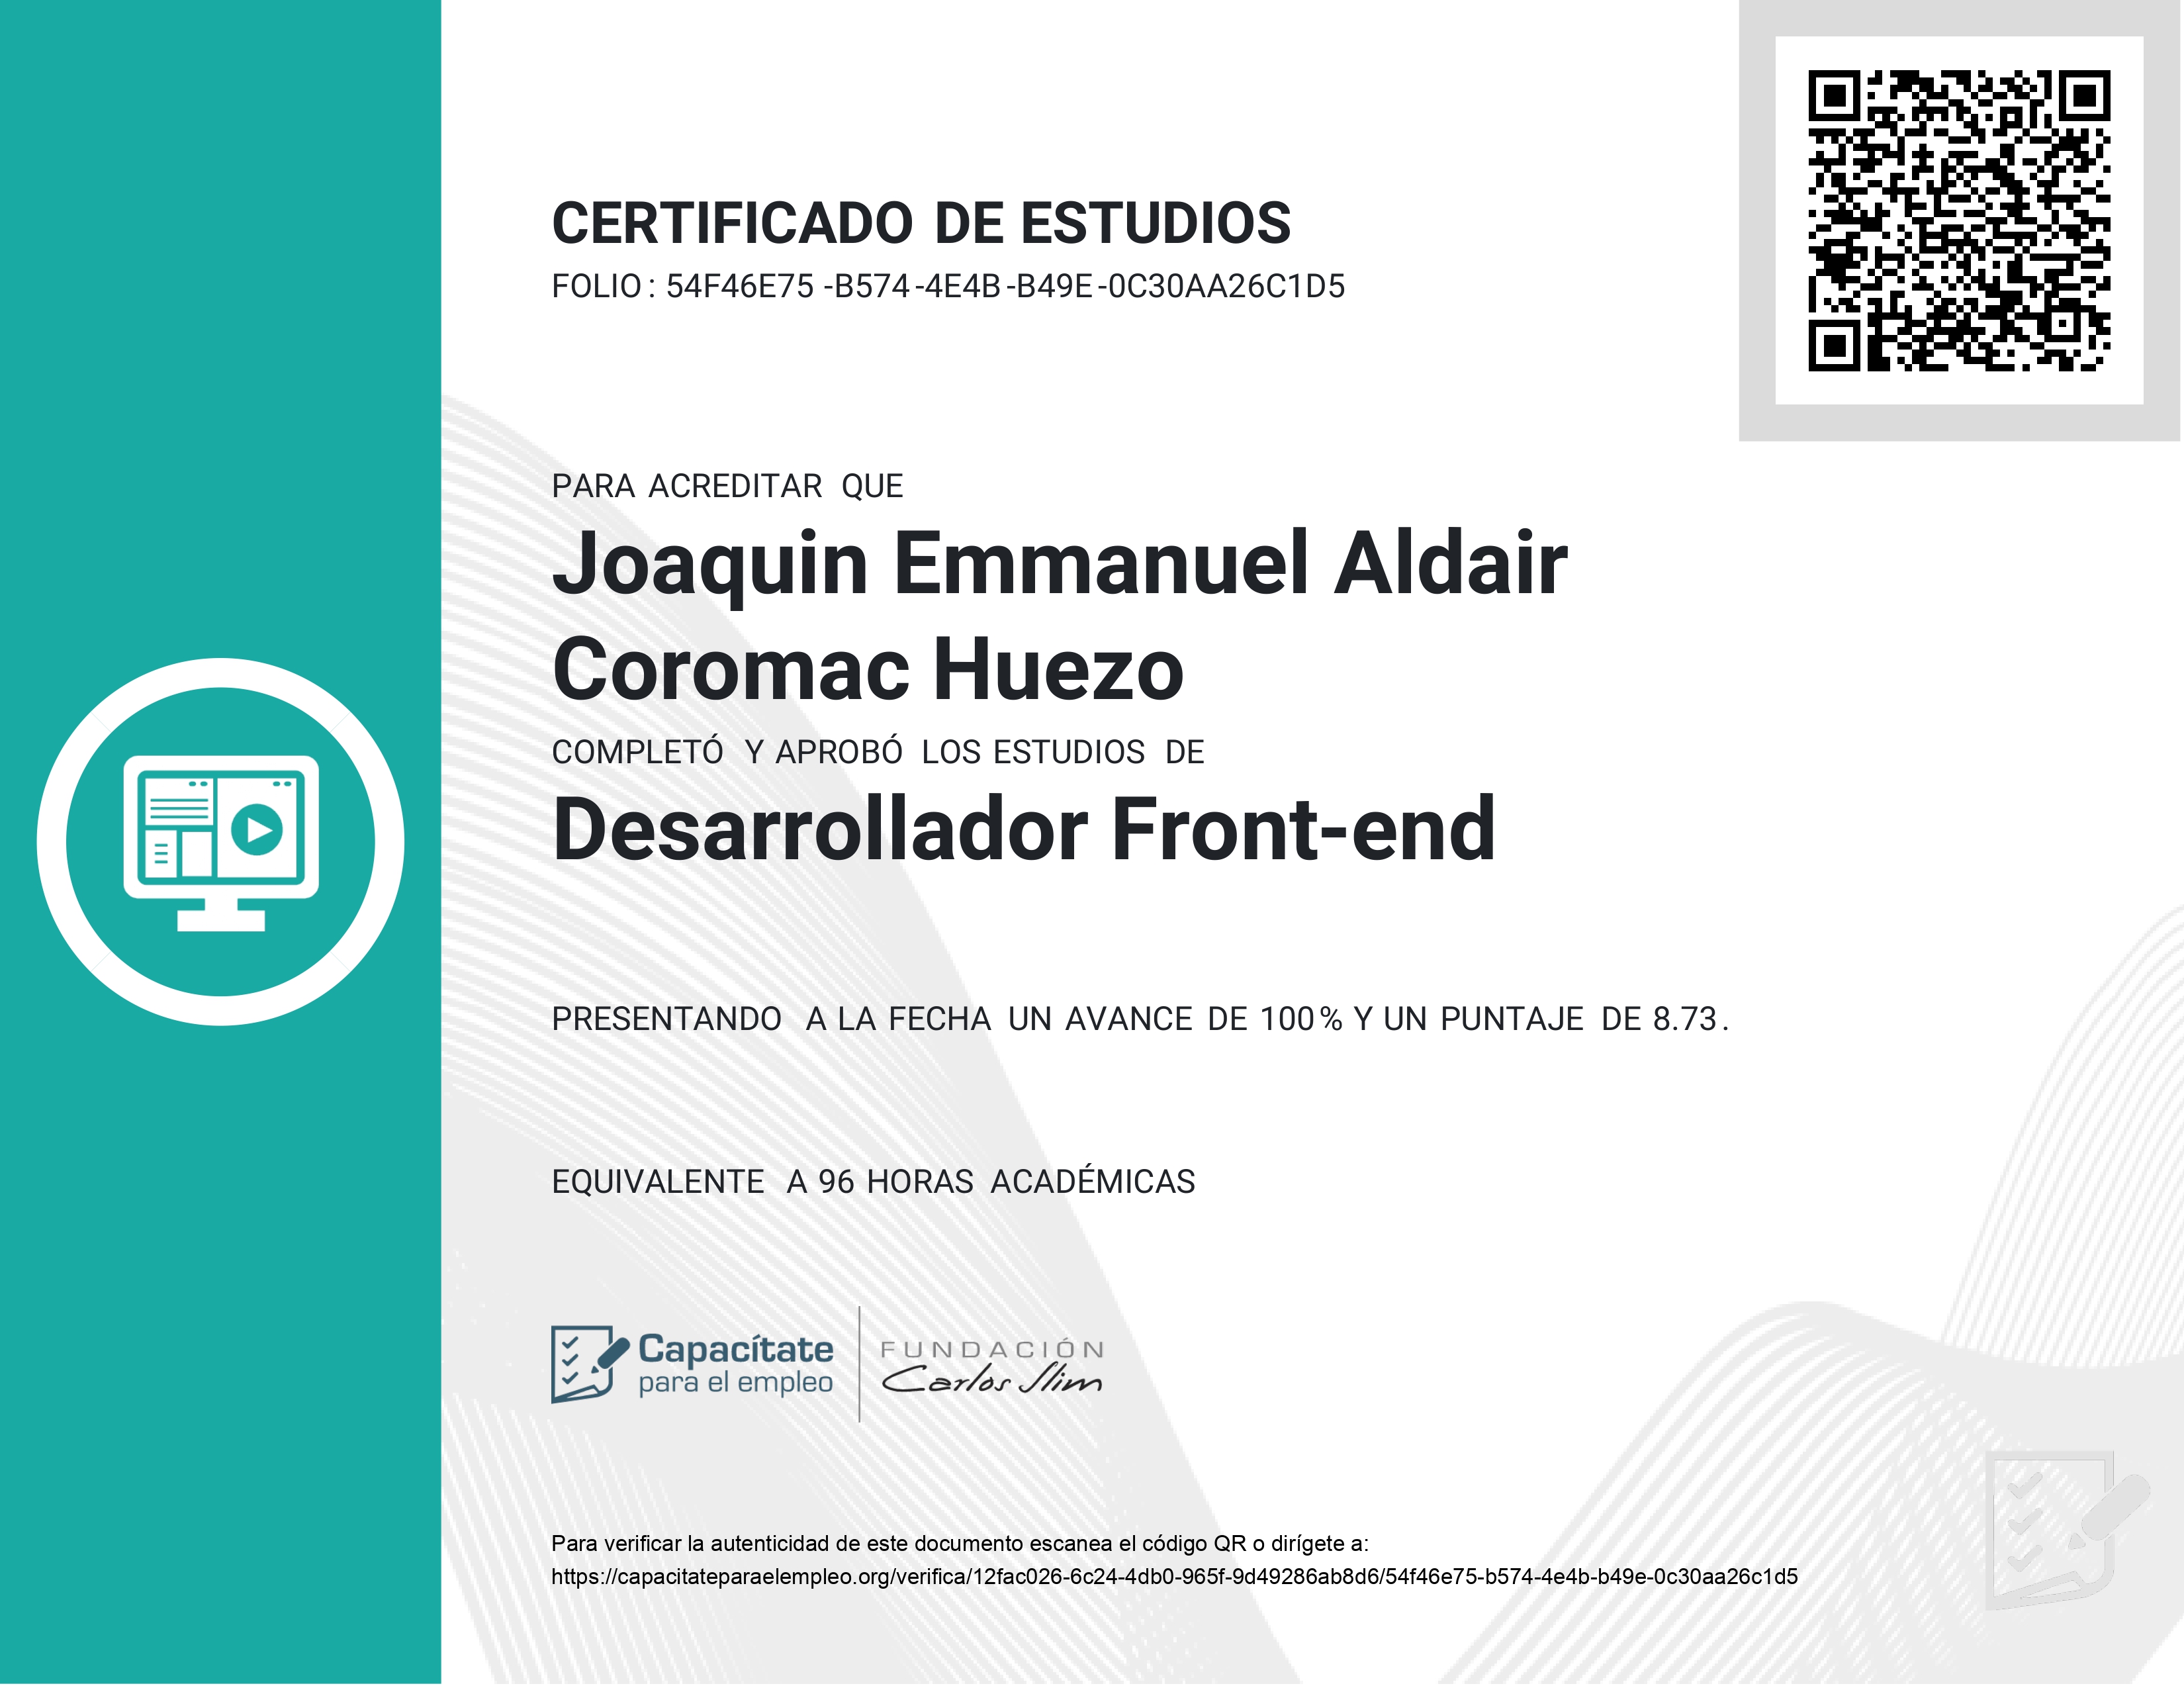 CERTIFICADO DE ESTUDIOS
FOLIO: 54F46E75-B574-4E4B-B49E-0C30AA26C1D5
PARA ACREDITAR QUE
Joaquin Emmanuel Aldair
Coromac Huezo
COMPLETÓ Y APROBÓ LOS ESTUDIOS DE
Desarrollador Front-end
PRESENTANDO A LA FECHA UN AVANCE DE 100% Y UN PUNTAJE DE 8.73.
EQUIVALENTE A 96 HORAS ACADÉMICAS
Capacítate
para el empleo
FUNDACIÓN
Carlos Slim
Para verificar la autenticidad de este documento escanea el código QR o dirígete a:
https://capacitateparaelempleo.org/verifica/12fac026-6c24-4db0-965f-9d49286ab8d6/54f46e75-b574-4e4b-b49e-0c30aa26c1d5